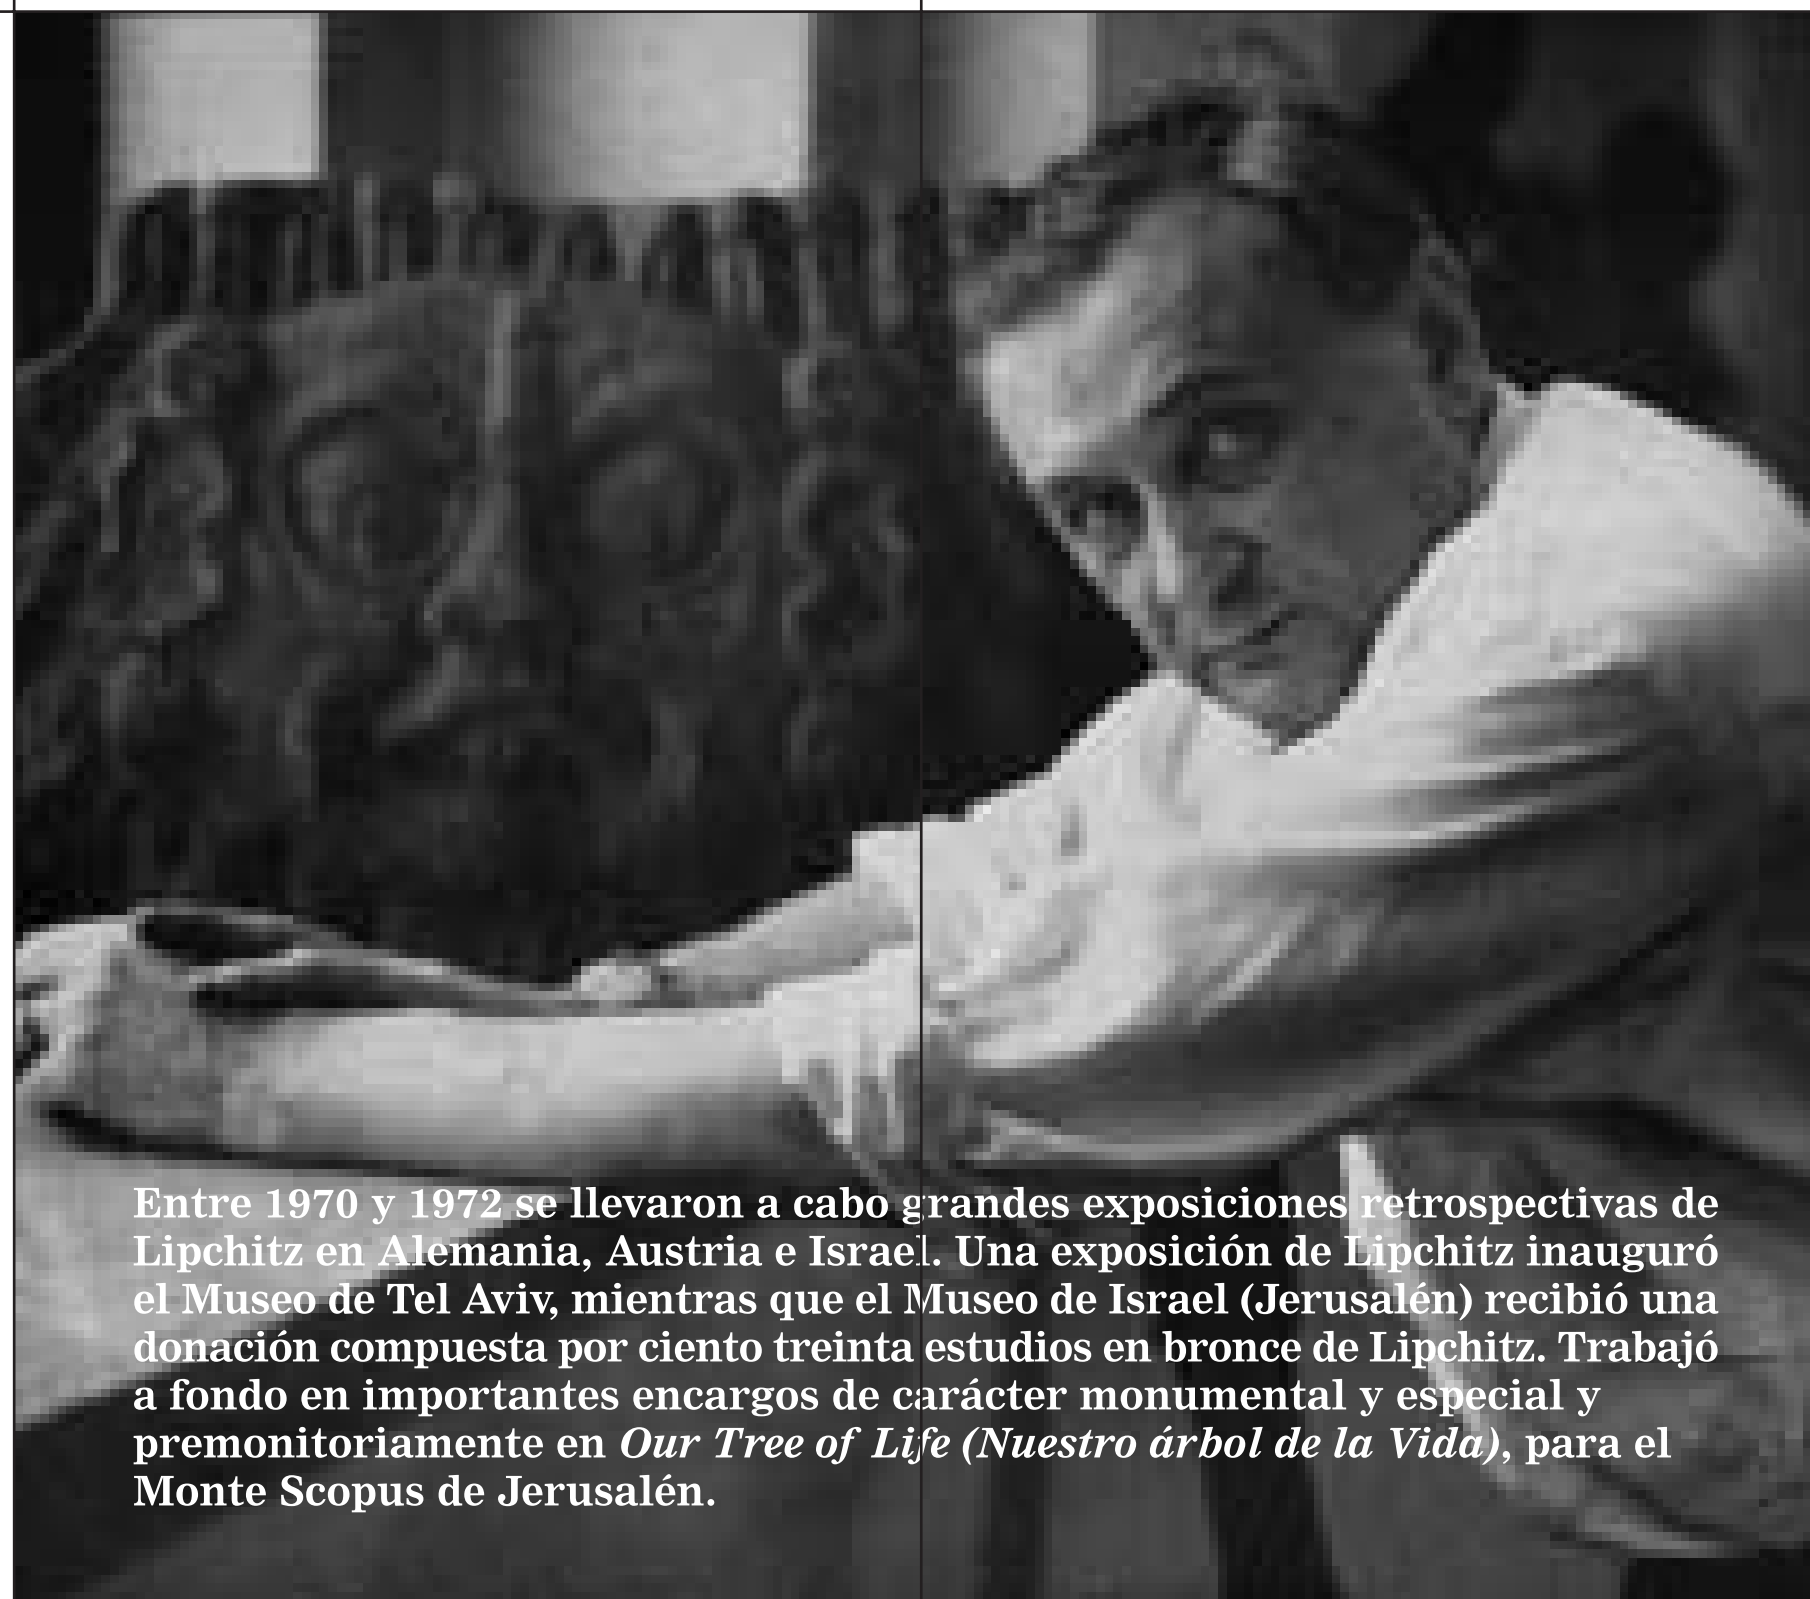 Entre 1970 y 1972 se llevaron a cabo grandes exposiciones retrospectivas de
Lipchitz en Alemania, Austria e Israel. Una exposición de Lipchitz inauguró
el Museo de Tel Aviv, mientras que el Museo de Israel (Jerusalén) recibió una
donación compuesta por ciento treinta estudios en bronce de Lipchitz. Trabajó
a fondo en importantes encargos de carácter monumental y especial y
premonitoriamente en Our Tree of Life (Nuestro árbol de la Vida), para el
Monte Scopus de Jerusalén.